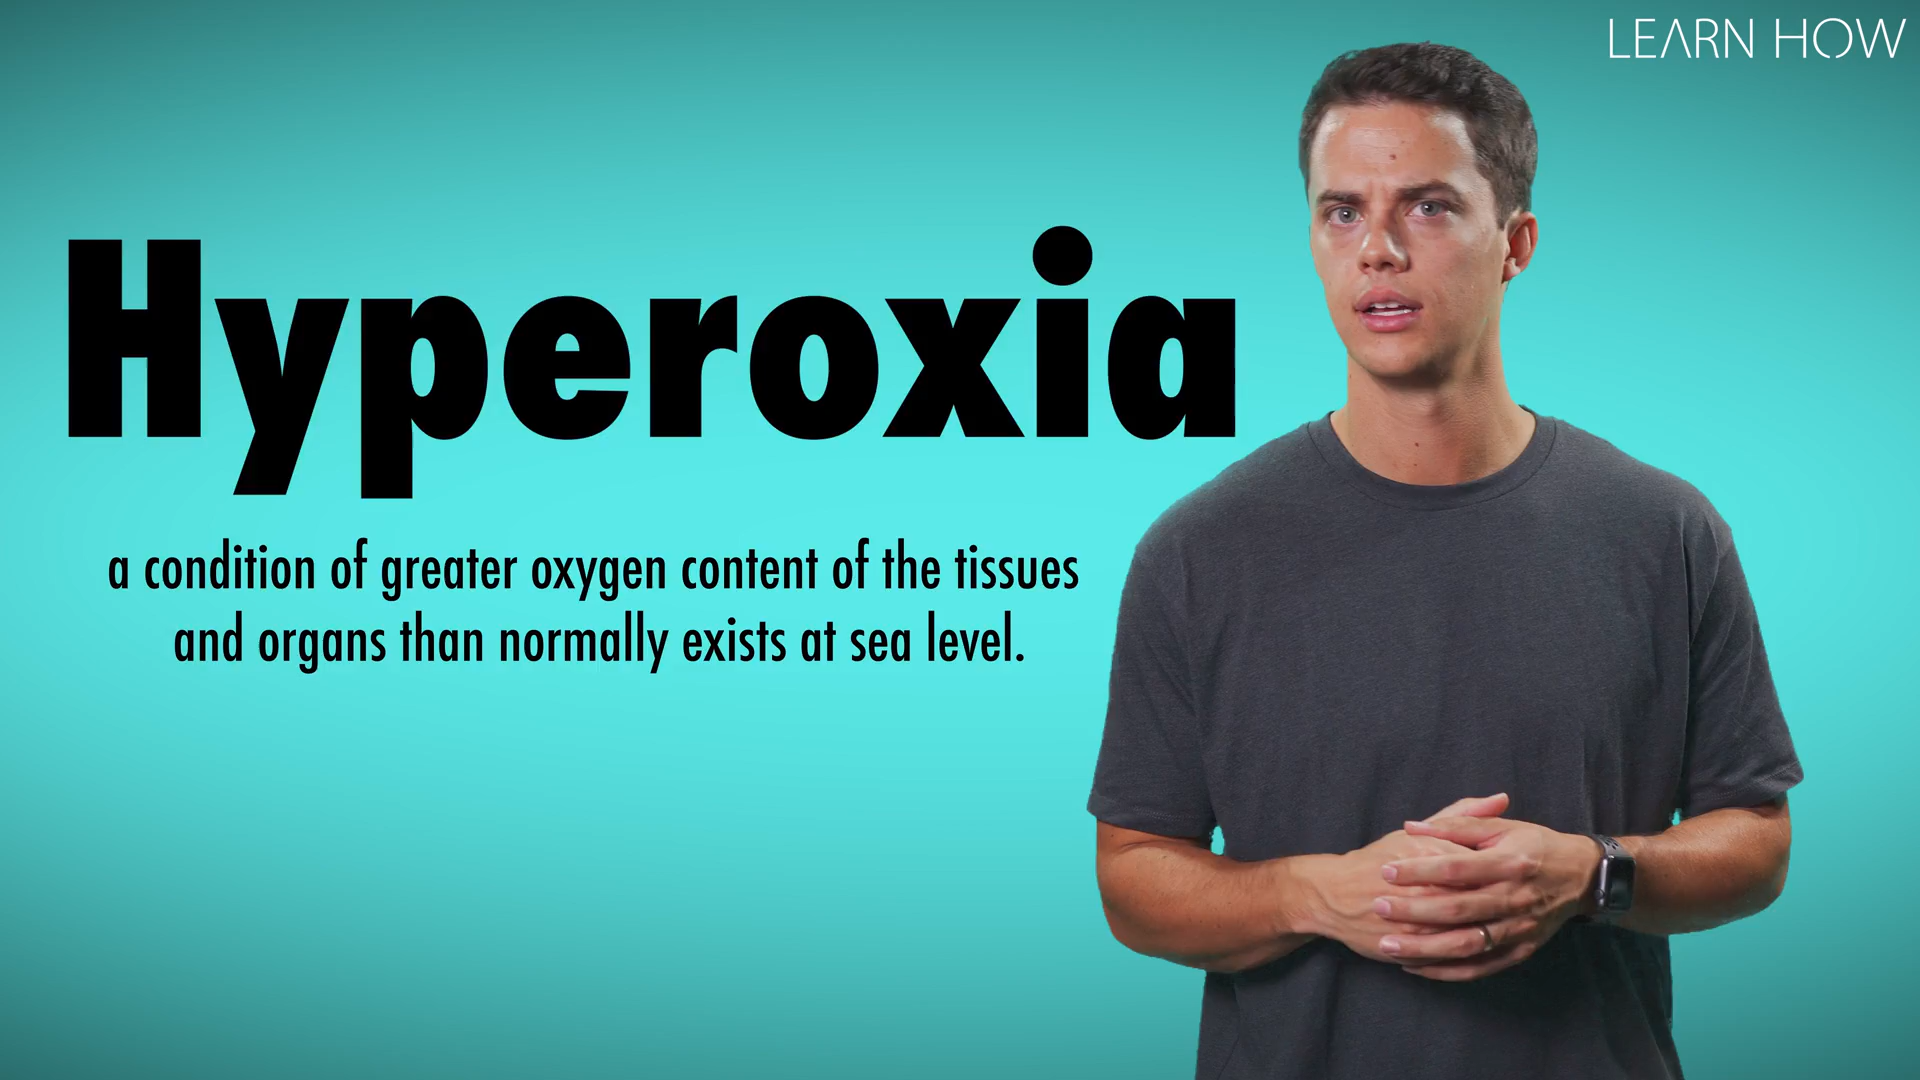 LEARN HOW
Hyperoxia
a condition of greater oxygen content of the tissues
and organs than normally exists at sea level.